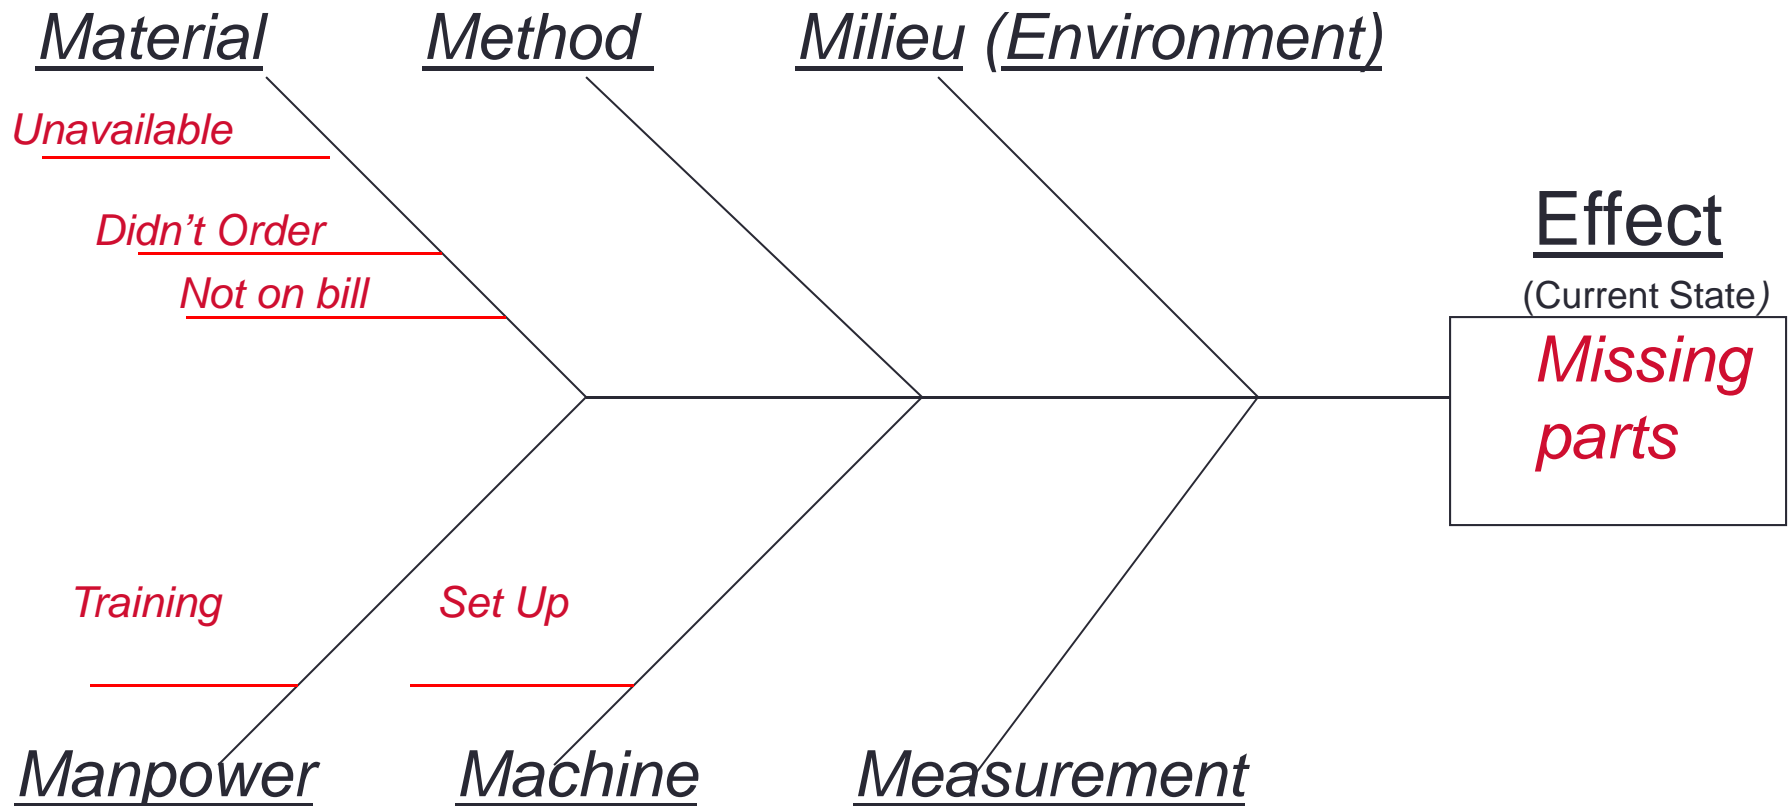 Material
Method
Milieu (Environment)
Unavailable
Didn’t Order
Not on bill
Effect
(Current State)
Missing
parts
Training
Set Up
Manpower
Machine
Measurement